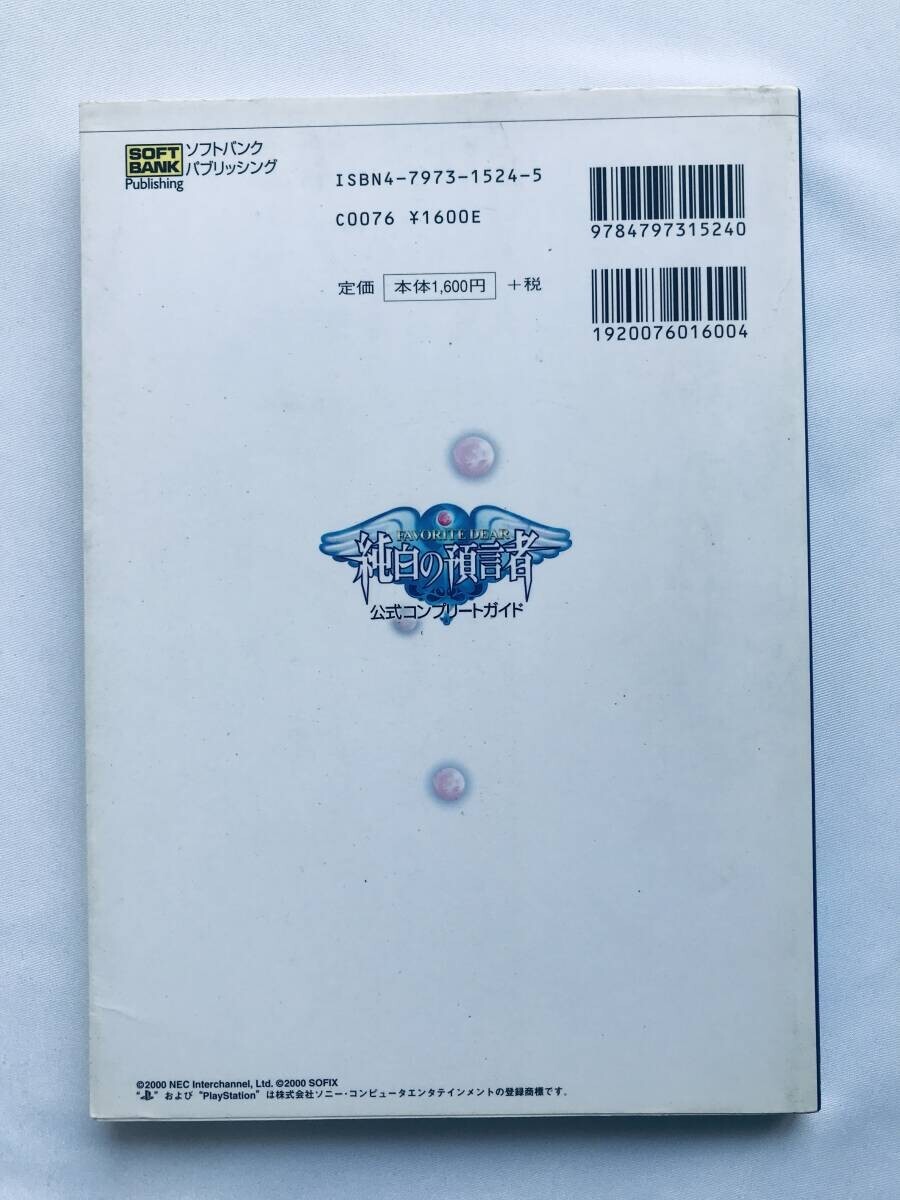 SOFT
BANK
Publishing
ソフトバンク
パブリッシング
ISBN4-7973-1524-5
C0076 ¥1600E
定価 本体1,600円 +税
9784797315240
1920076016004
FAVORITE DEAR
純白の預言者
公式コンプリートガイド
©2000 NEC Interchannel, Ltd. ©2000 SOFIX
“PS” および “PlayStation” は株式会社ソニー・コンピュータエンタテインメントの登録商標です。